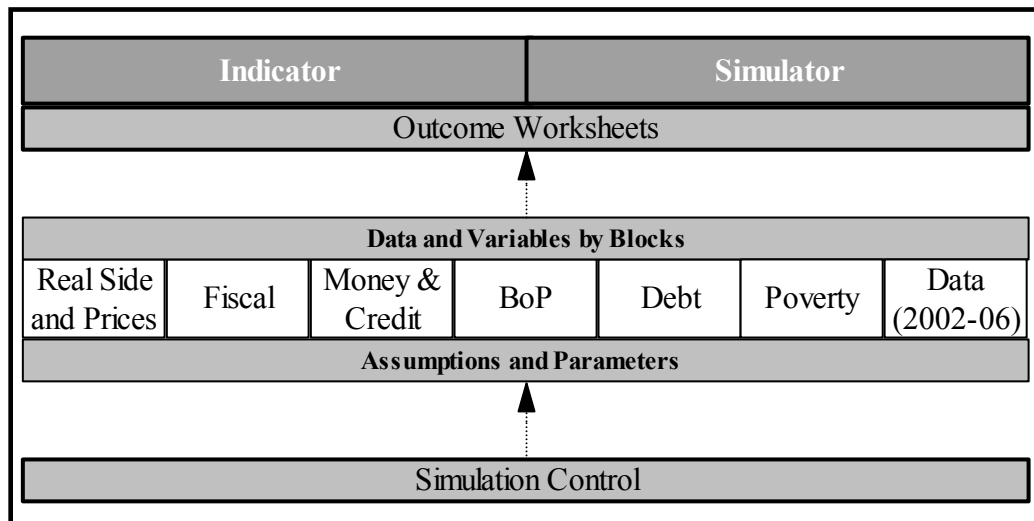 Indicator
Simulator
Outcome Worksheets
Data and Variables by Blocks
Real Side
and Prices
Fiscal
Money &
Credit
BoP
Debt
Poverty
Data
(2002-06)
Assumptions and Parameters
Simulation Control